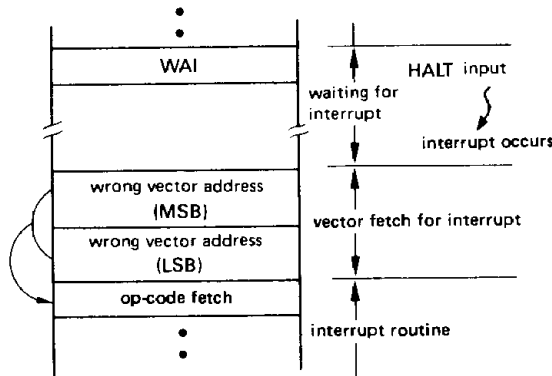 WAI
HALT input
waiting for
interrupt
interrupt occurs
wrong vector address
(MSB)
vector fetch for interrupt
wrong vector address
(LSB)
op-code fetch
interrupt routine